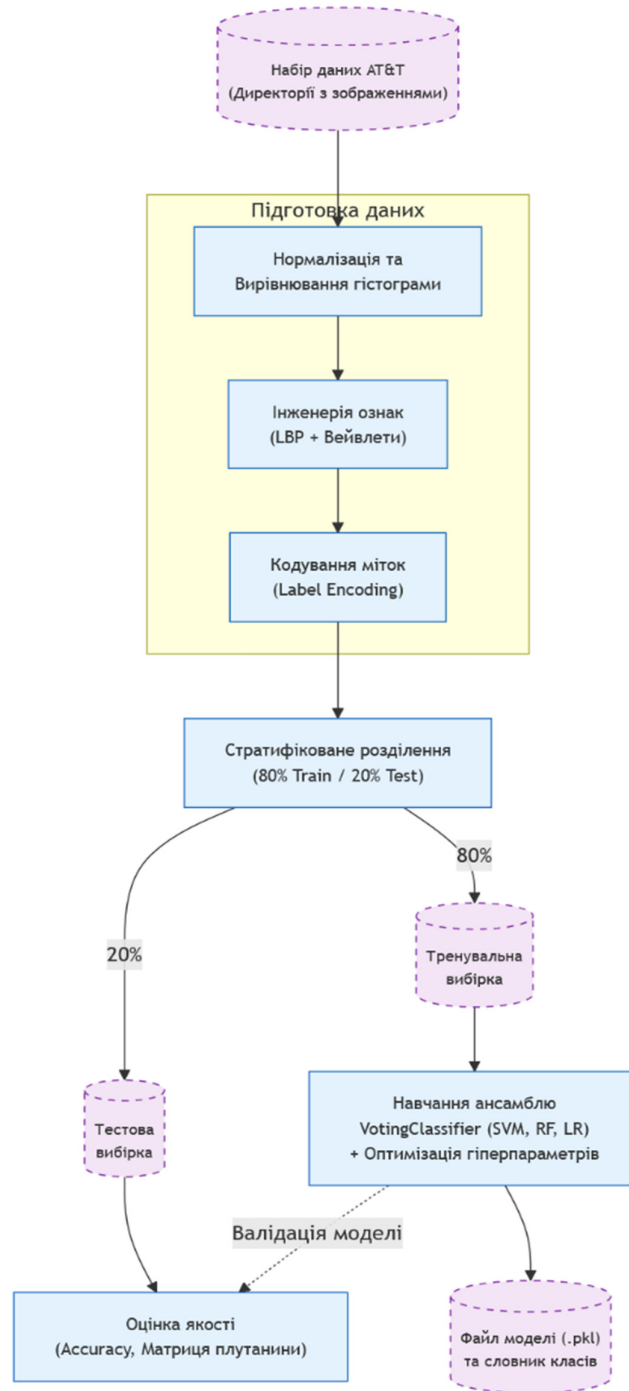 Набір даних AT&T
(Директорії з зображеннями)
Підготовка даних
Нормалізація та
Вирівнювання гістограми
Інженерія ознак
(LBP + Вейвлети)
Кодування міток
(Label Encoding)
Стратифіковане розділення
(80% Train / 20% Test)
80%
20%
Тренувальна
вибірка
Навчання ансамблю
VotingClassifier (SVM, RF, LR)
+ Оптимізація гіперпараметрів
Тестова
вибірка
Валідація моделі
Оцінка якості
(Accuracy, Матриця плутанини)
Файл моделі (.pkl)
та словник класів